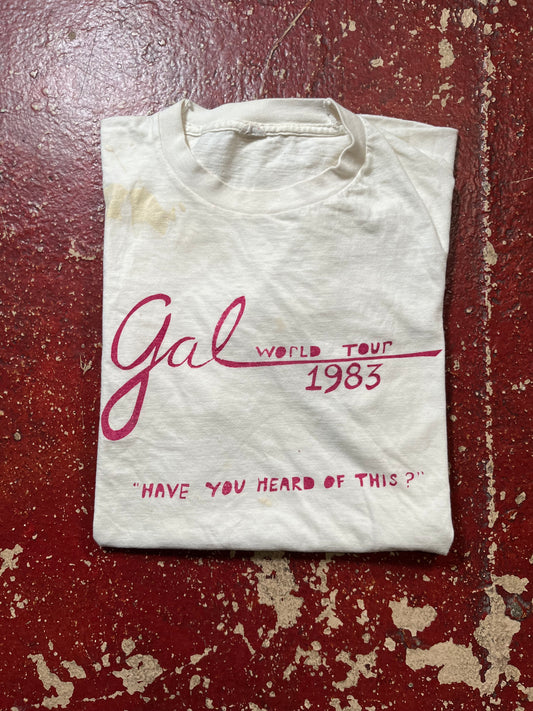 gal WORLD TOUR
1983
"HAVE YOU HEARD OF THIS?"